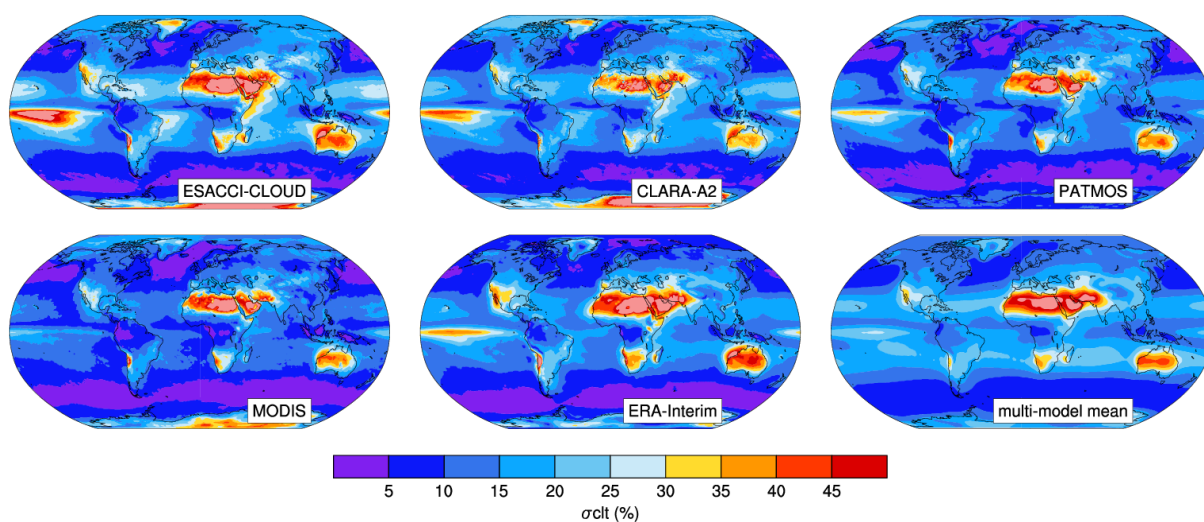 ESACCI-CLOUD
CLARA-A2
PATMOS
MODIS
ERA-Interim
multi-model mean
5 10 15 20 25 30 35 40 45
σclt (%)